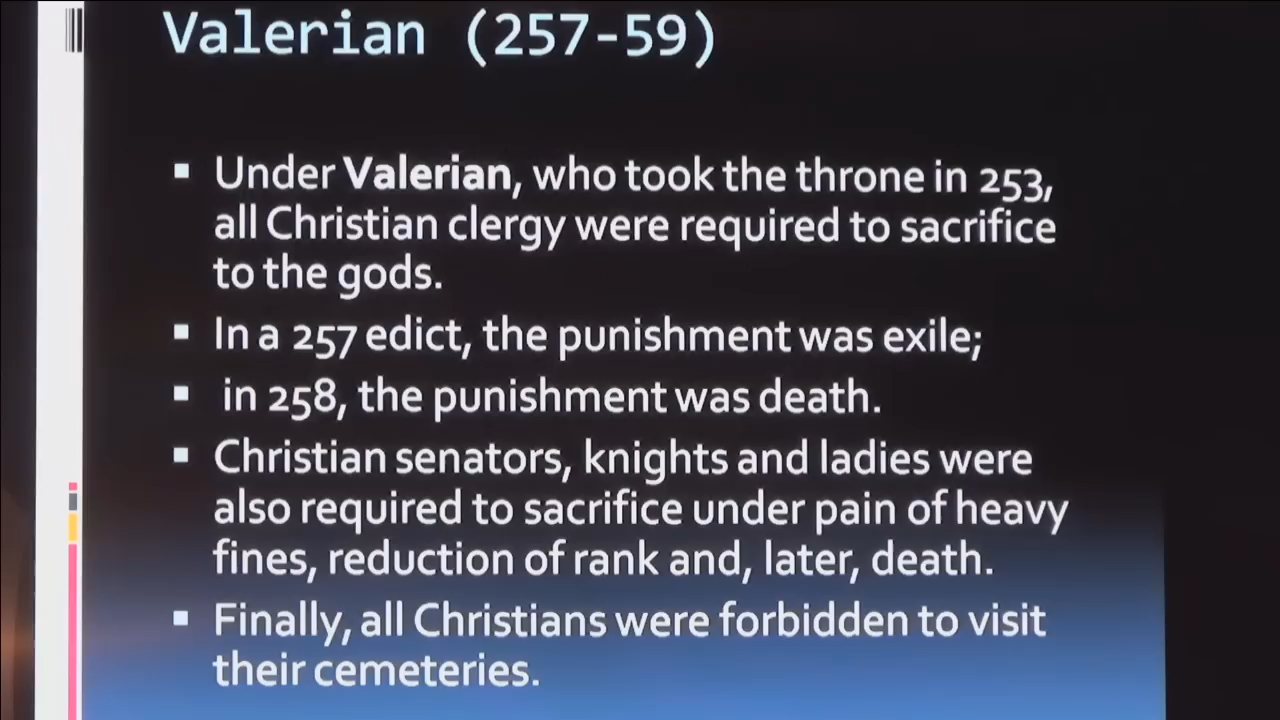 Valerian (257-59)
▪ Under Valerian, who took the throne in 253,
all Christian clergy were required to sacrifice
to the gods.
▪ In a 257 edict, the punishment was exile;
▪ in 258, the punishment was death.
▪ Christian senators, knights and ladies were
also required to sacrifice under pain of heavy
fines, reduction of rank and, later, death.
▪ Finally, all Christians were forbidden to visit
their cemeteries.